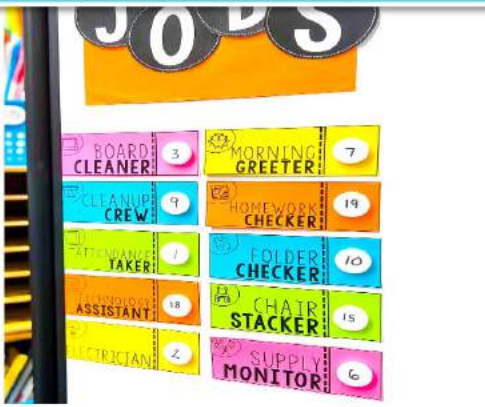 JOBS
BOARD
CLEANER
3
CLEANUP
CREW
9
ATTENDANCE
TAKER
1
TECHNOLOGY
ASSISTANT
18
ELECTRICIAN
2
MORNING
GREETER
7
HOMEWORK
CHECKER
19
FOLDER
CHECKER
10
CHAIR
STACKER
15
SUPPLY
MONITOR
6